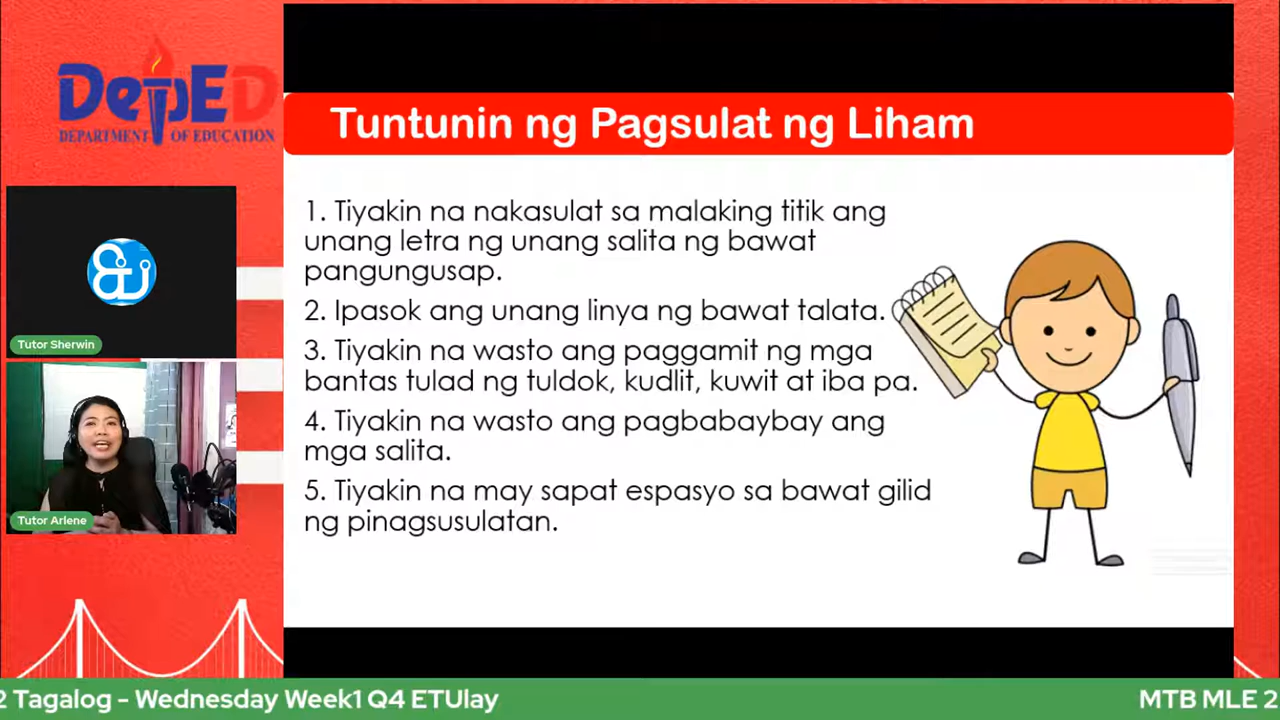 DepED
DEPARTMENT OF EDUCATION
Tuntunin ng Pagsulat ng Liham
1. Tiyakin na nakasulat sa malaking titik ang
unang letra ng unang salita ng bawat
pangungusap.
2. Ipasok ang unang linya ng bawat talata.
3. Tiyakin na wasto ang paggamit ng mga
bantas tulad ng tuldok, kudlit, kuwit at iba pa.
4. Tiyakin na wasto ang pagbabaybay ang
mga salita.
5. Tiyakin na may sapat espasyo sa bawat gilid
ng pinagsusulatan.
Tutor Sherwin
Tutor Arlene
2 Tagalog - Wednesday Week1 Q4 ETUlay
MTB MLE 2